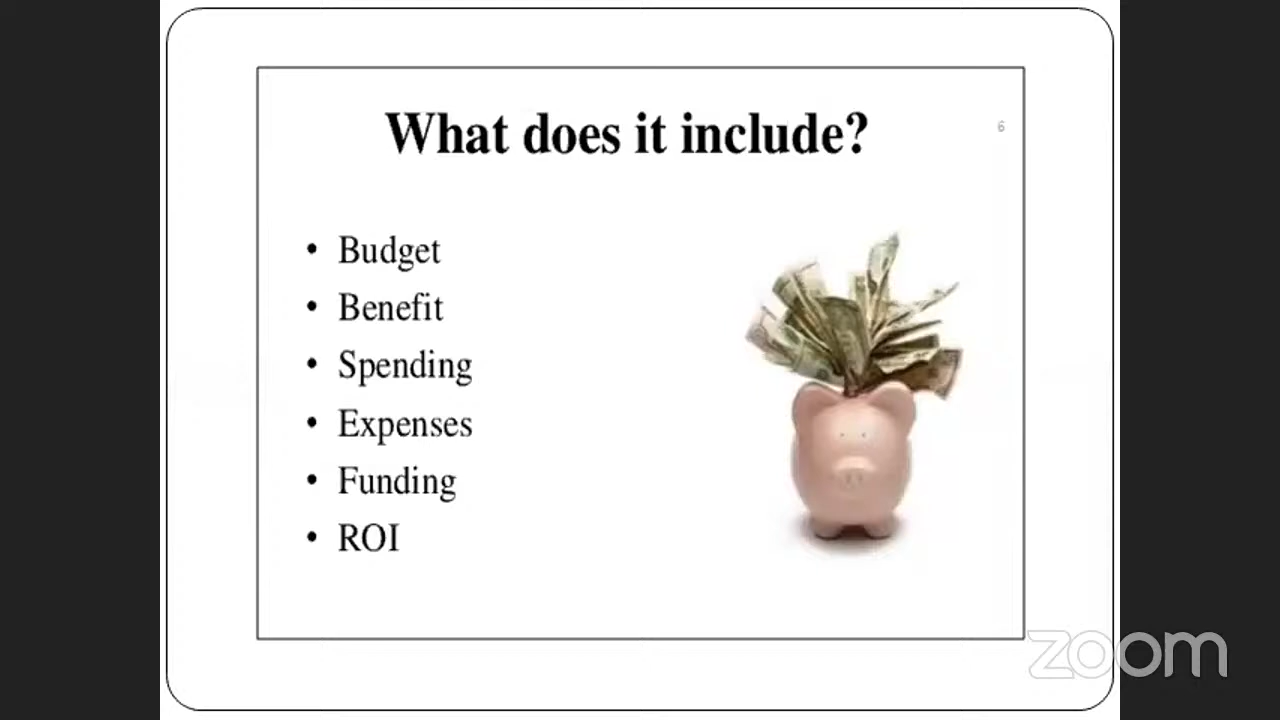 What does it include?
6
• Budget
• Benefit
• Spending
• Expenses
• Funding
• ROI
zoom